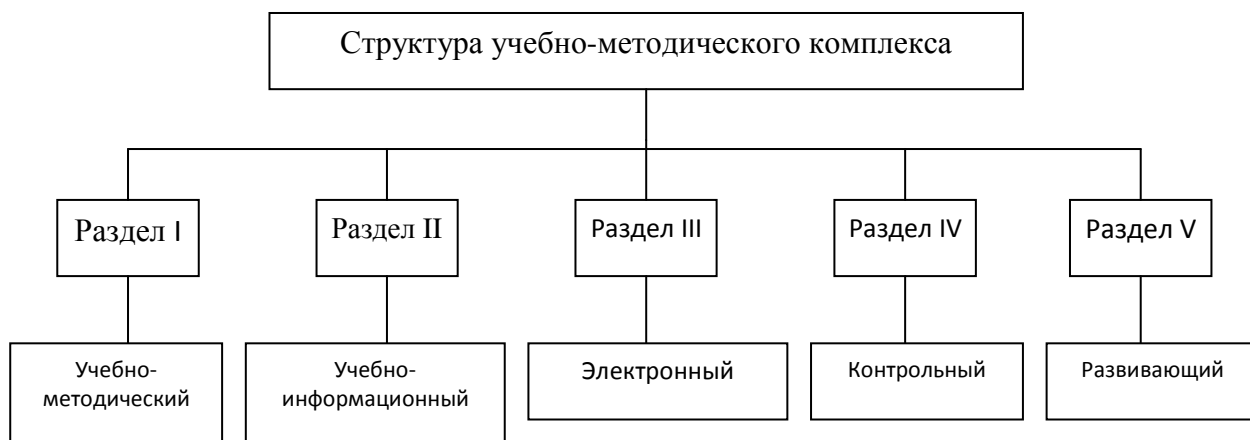 Структура учебно-методического комплекса
Раздел I
Раздел II
Раздел III
Раздел IV
Раздел V
Учебно-
методический
Учебно-
информационный
Электронный
Контрольный
Развивающий